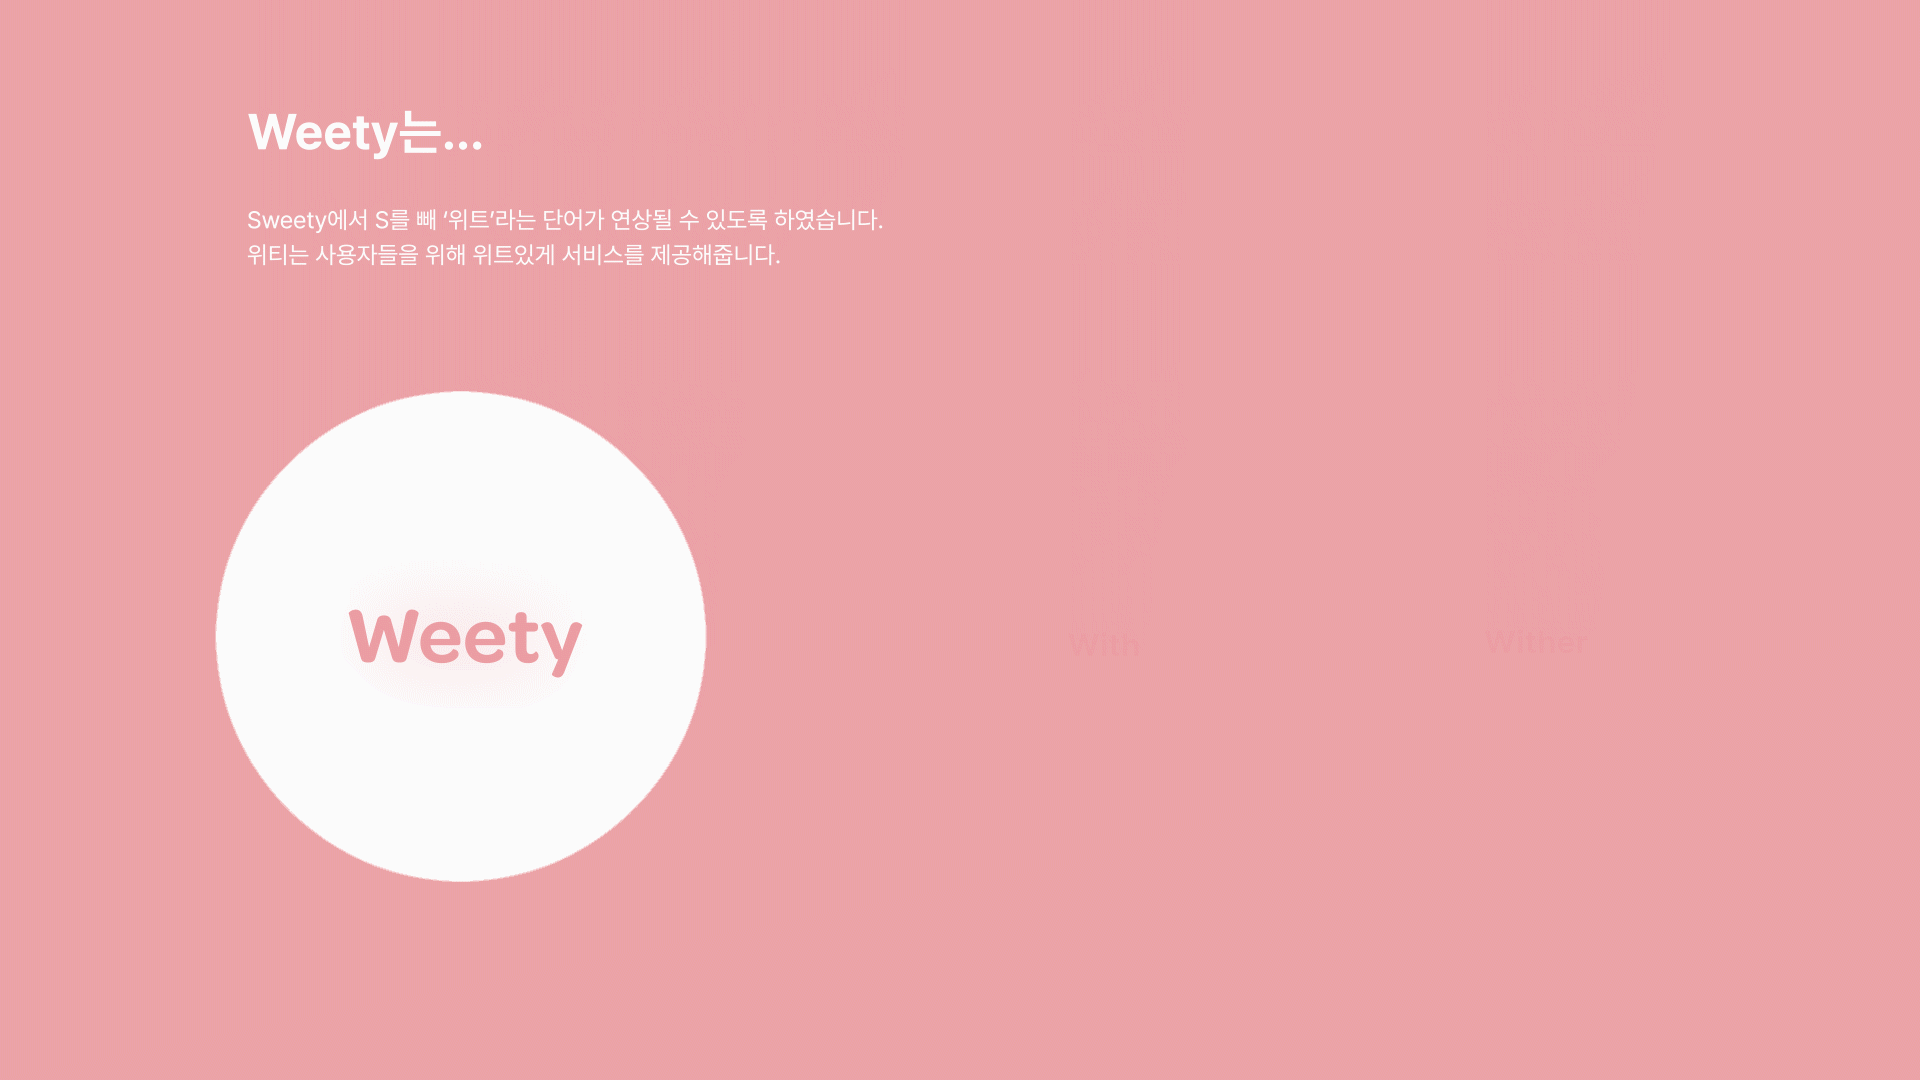 Weety는...
Sweety에서 S를 빼 ‘위트’라는 단어가 연상될 수 있도록 하였습니다.
위티는 사용자들을 위해 위트있게 서비스를 제공해줍니다.
Weety
With
Wither